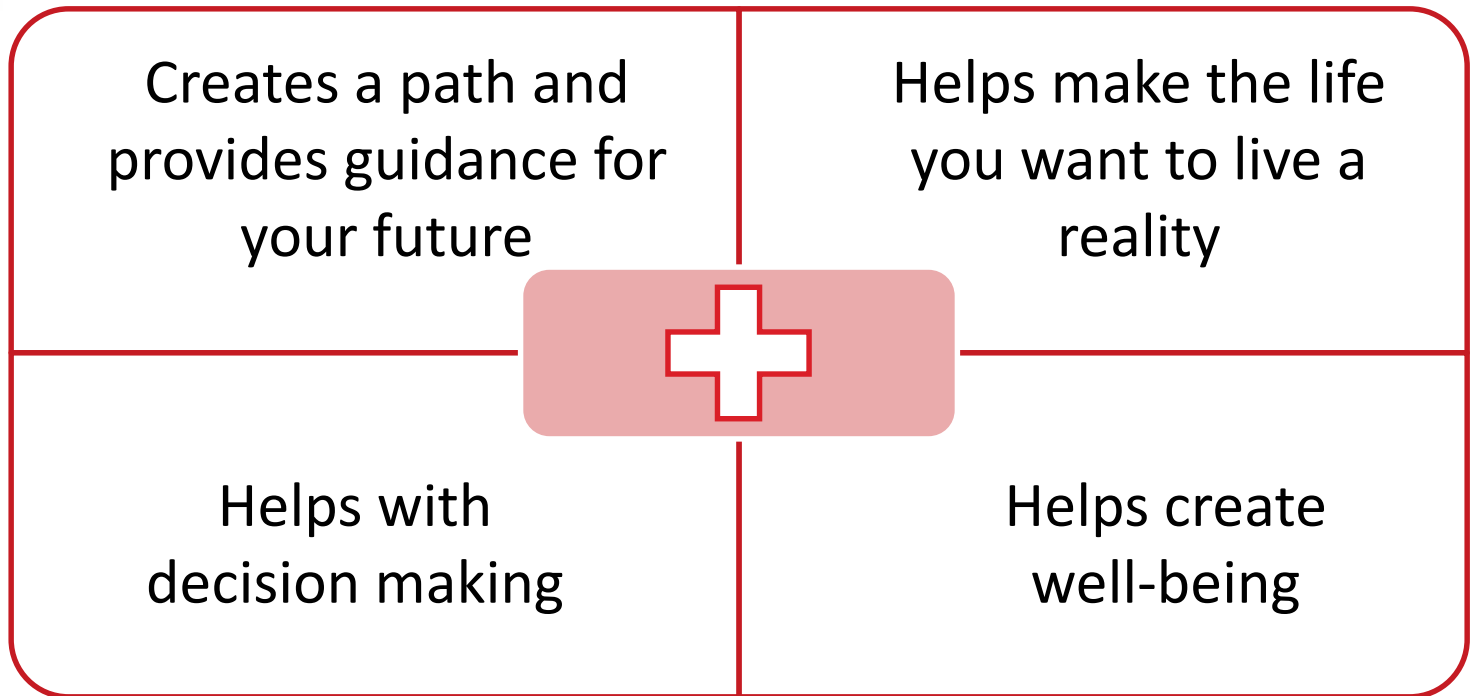 Creates a path and
provides guidance for
your future
Helps make the life
you want to live a
reality
Helps with
decision making
Helps create
well-being